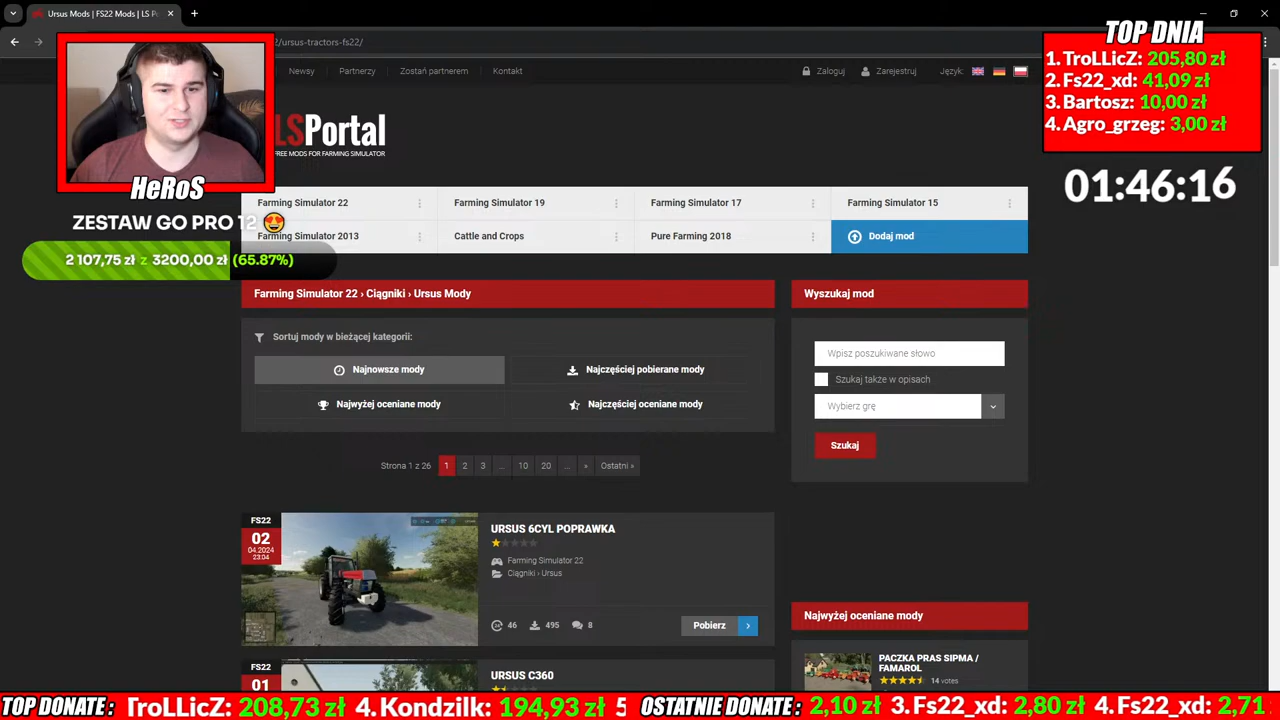 Ursus Mods | FS22 Mods | LS P
2/ursus-tractors-fs22/
Newsy
Partnerzy
Zostań partnerem
Kontakt
Zaloguj
Zarejestruj
Język:
LSPortal
FREE MODS FOR FARMING SIMULATOR
HeRoS
ZESTAW GO PRO 12 😍
2 107,75 zł z 3200,00 zł (65.87%)
TOP DNIA
1. TroLLicZ: 205,80 zł
2. Fs22_xd: 41,09 zł
3. Bartosz: 10,00 zł
4. Agro_grzeg: 3,00 zł
01:46:16
Farming Simulator 22
Farming Simulator 19
Farming Simulator 17
Farming Simulator 15
Farming Simulator 2013
Cattle and Crops
Pure Farming 2018
Dodaj mod
Farming Simulator 22 › Ciągniki › Ursus Mody
Sortuj mody w bieżącej kategorii:
Najnowsze mody
Najczęściej pobierane mody
Najwyżej oceniane mody
Najczęściej oceniane mody
Strona 1 z 26
1 2 3 ... 10 20 ... » Ostatni »
Wyszukaj mod
Wpisz poszukiwane słowo
Szukaj także w opisach
Wybierz grę
Szukaj
FS22
02
04.2024
23:04
URSUS 6CYL POPRAWKA
Farming Simulator 22
Ciągniki › Ursus
46
495
8
Pobierz
FS22
01
URSUS C360
Najwyżej oceniane mody
PACZKA PRAS SIPMA /
FAMAROL
14 votes
TOP DONATE :
TroLLicZ: 208,73 zł 4. Kondzilk: 194,93 zł 5
OSTATNIE DONATE :
2,10 zł 3. Fs22_xd: 2,80 zł 4. Fs22_xd: 2,71